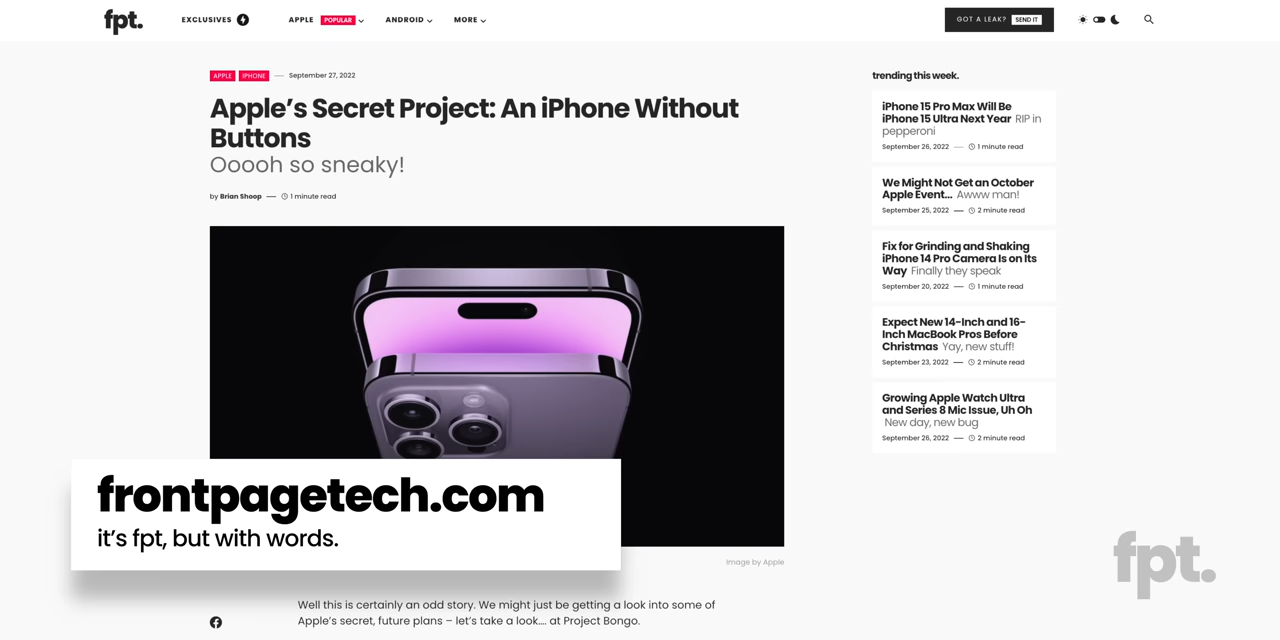 fpt.
EXCLUSIVES
APPLE POPULAR
ANDROID
MORE
GOT A LEAK? SEND IT
APPLE IPHONE — September 27, 2022
Apple’s Secret Project: An iPhone Without
Buttons
Ooooh so sneaky!
by Brian Shoop — 1 minute read
frontpagetech.com
it’s fpt, but with words.
Image by Apple
Well this is certainly an odd story. We might just be getting a look into some of
Apple’s secret, future plans – let’s take a look.... at Project Bongo.
trending this week.
iPhone 15 Pro Max Will Be
iPhone 15 Ultra Next Year RIP in
pepperoni
September 26, 2022 — 1 minute read
We Might Not Get an October
Apple Event... Awww man!
September 25, 2022 — 2 minute read
Fix for Grinding and Shaking
iPhone 14 Pro Camera Is on Its
Way Finally they speak
September 20, 2022 — 1 minute read
Expect New 14-Inch and 16-
Inch MacBook Pros Before
Christmas Yay, new stuff!
September 23, 2022 — 2 minute read
Growing Apple Watch Ultra
and Series 8 Mic Issue, Uh Oh
New day, new bug
September 26, 2022 — 2 minute read
fpt.